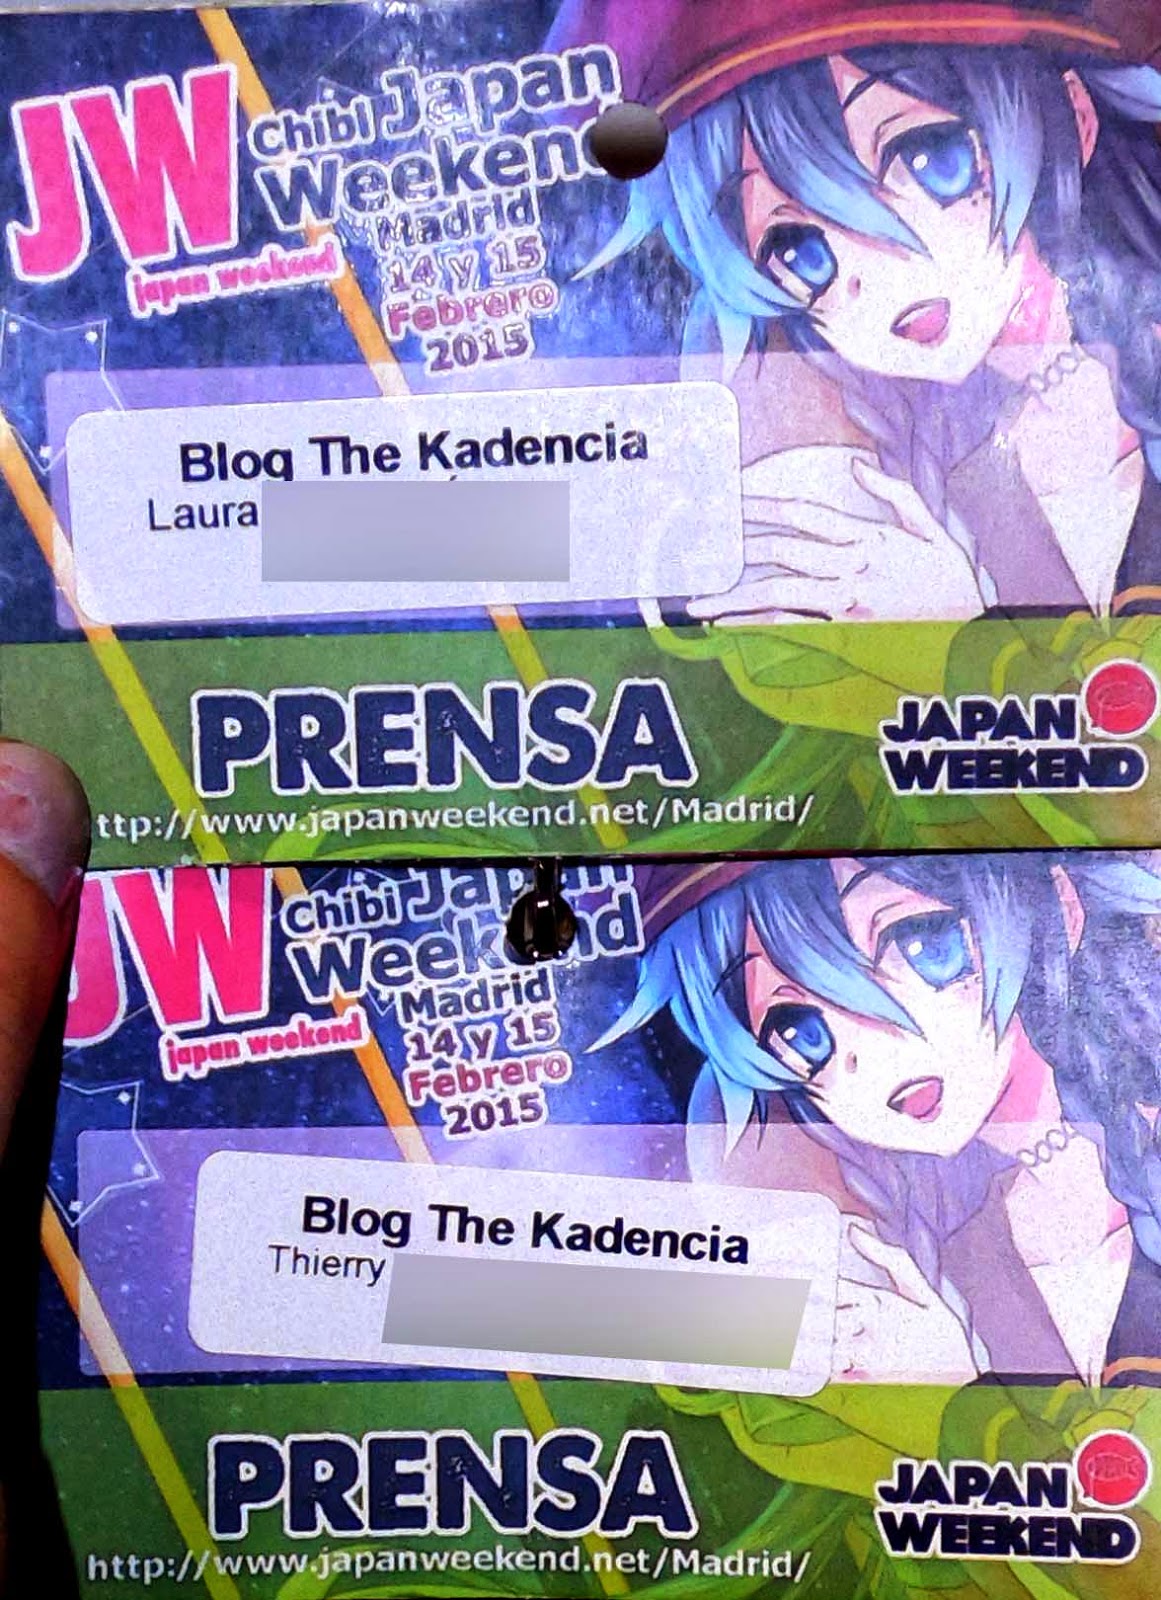 JW
Chibi Japan
Weekend
Madrid
14 y 15
Febrero
2015
japan weekend
Blog The Kadencia
Laura
PRENSA
JAPAN
WEEKEND
ttp://www.japanweekend.net/Madrid/
JW
Chibi Japan
Weekend
Madrid
14 y 15
Febrero
2015
japan weekend
Blog The Kadencia
Thierry
PRENSA
JAPAN
WEEKEND
http://www.japanweekend.net/Madrid/